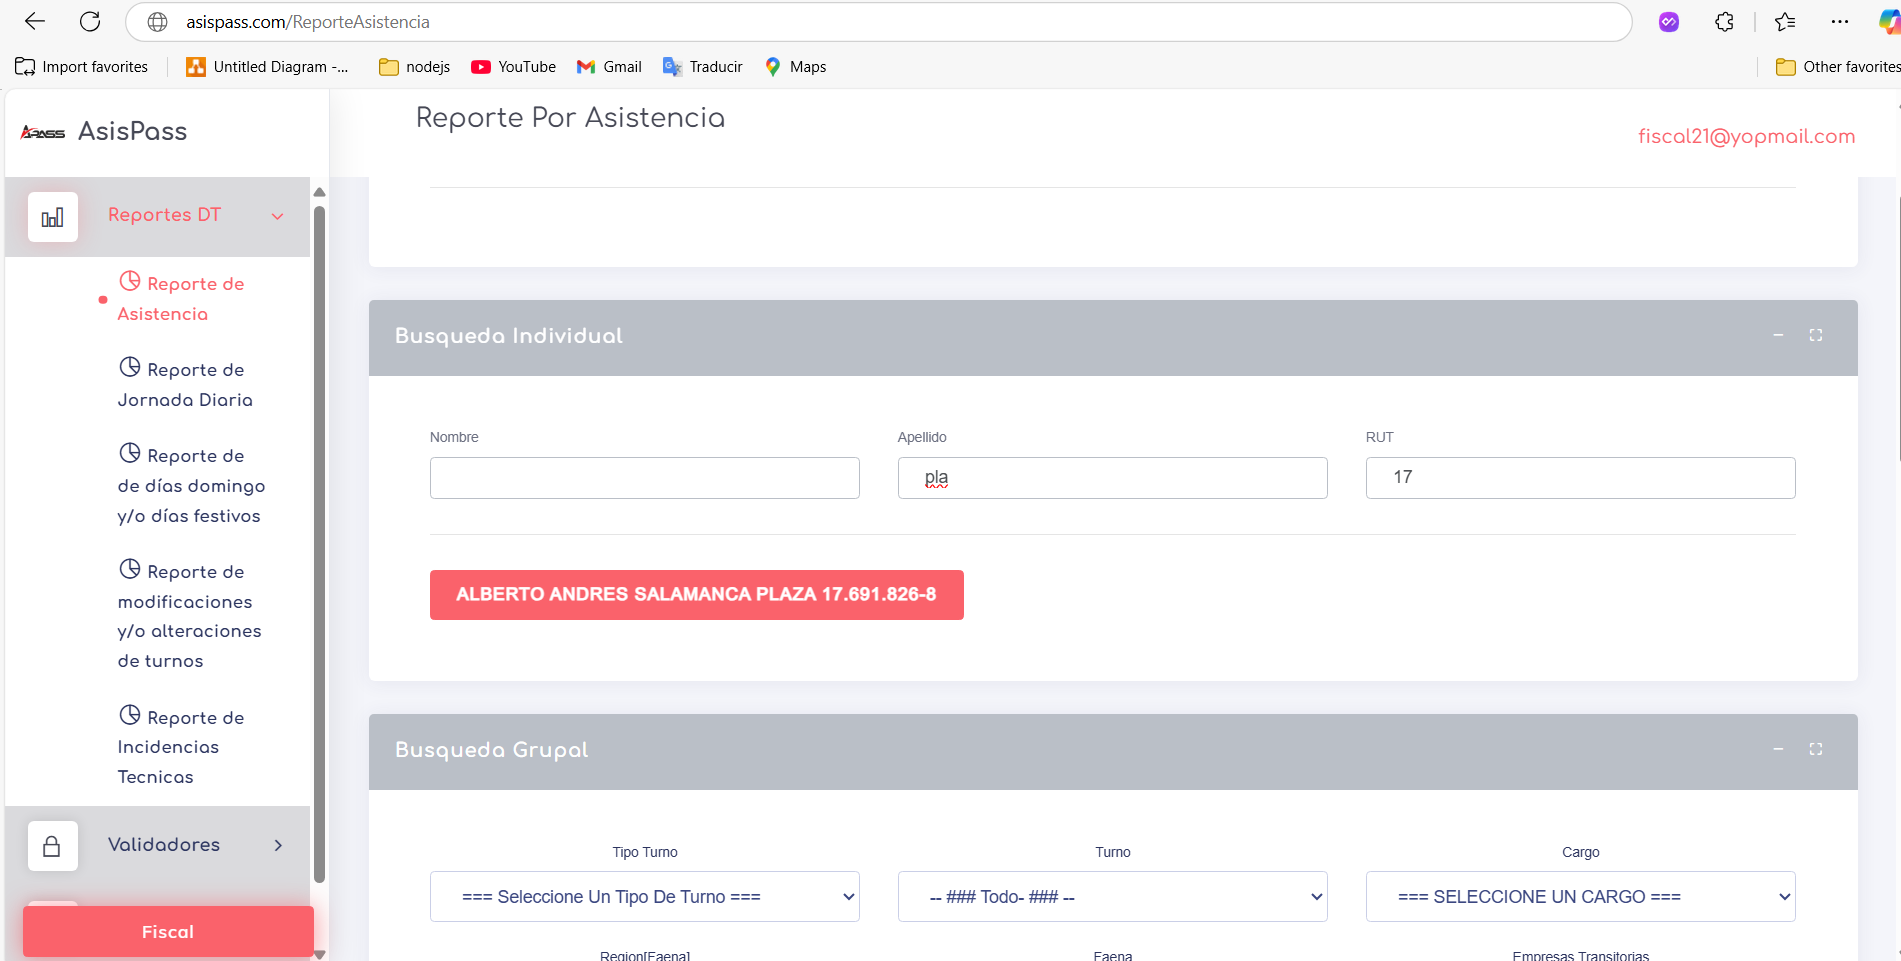 asispass.com/ReporteAsistencia
Import favorites
Untitled Diagram -...
nodejs
YouTube
Gmail
Traducir
Maps
Other favorites
APASS AsisPass
Reporte Por Asistencia
fiscal21@yopmail.com
Reportes DT
Reporte de
Asistencia
Reporte de
Jornada Diaria
Reporte de
de días domingo
y/o días festivos
Reporte de
modificaciones
y/o alteraciones
de turnos
Reporte de
Incidencias
Tecnicas
Validadores
Fiscal
Busqueda Individual
Nombre
Apellido
RUT
pla
17
ALBERTO ANDRES SALAMANCA PLAZA 17.691.826-8
Busqueda Grupal
Tipo Turno
Turno
Cargo
=== Seleccione Un Tipo De Turno ===
-- ### Todo- ### --
=== SELECCIONE UN CARGO ===
Region[Faena]
Faena
Empresas Transitorias